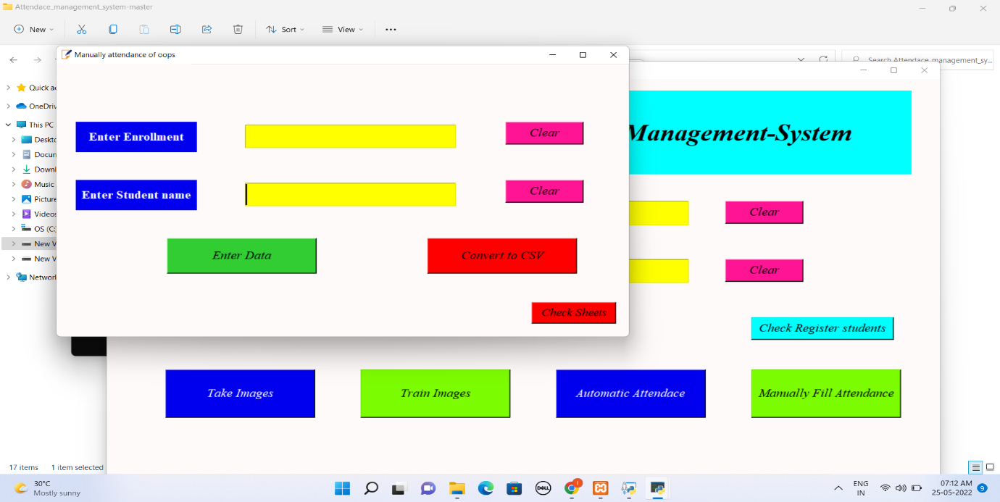 Attendace_management_system-master
New
Sort
View
Manually attendance of oops
Search Attendace_management_sy...
Quick ac
OneDriv
This PC
Deskto
Docun
Downl
Music
Picture
Videos
OS (C:
New V
New V
Network
Enter Enrollment
Clear
Enter Student name
Clear
Enter Data
Convert to CSV
Check Sheets
Management-System
Clear
Clear
Check Register students
Take Images
Train Images
Automatic Attendace
Manually Fill Attendance
17 items
1 item selected
30°C
Mostly sunny
DELL
ENG
IN
07:12 AM
25-05-2022
9